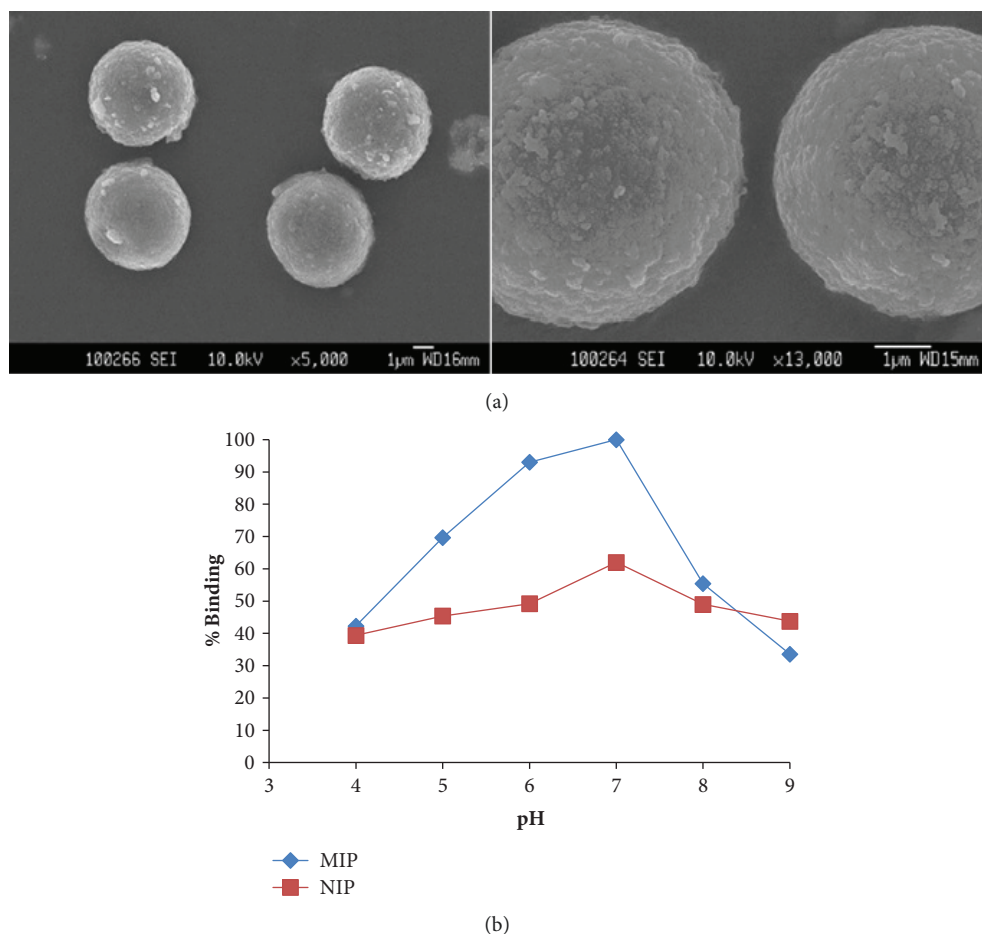 100266 SEI 10.0kV ×5,000 1μm WD16mm
100264 SEI 10.0kV ×13,000 1μm WD15mm
(a)
100
90
80
70
60
50
40
30
20
10
0
% Binding
3 4 5 6 7 8 9
pH
MIP
NIP
(b)